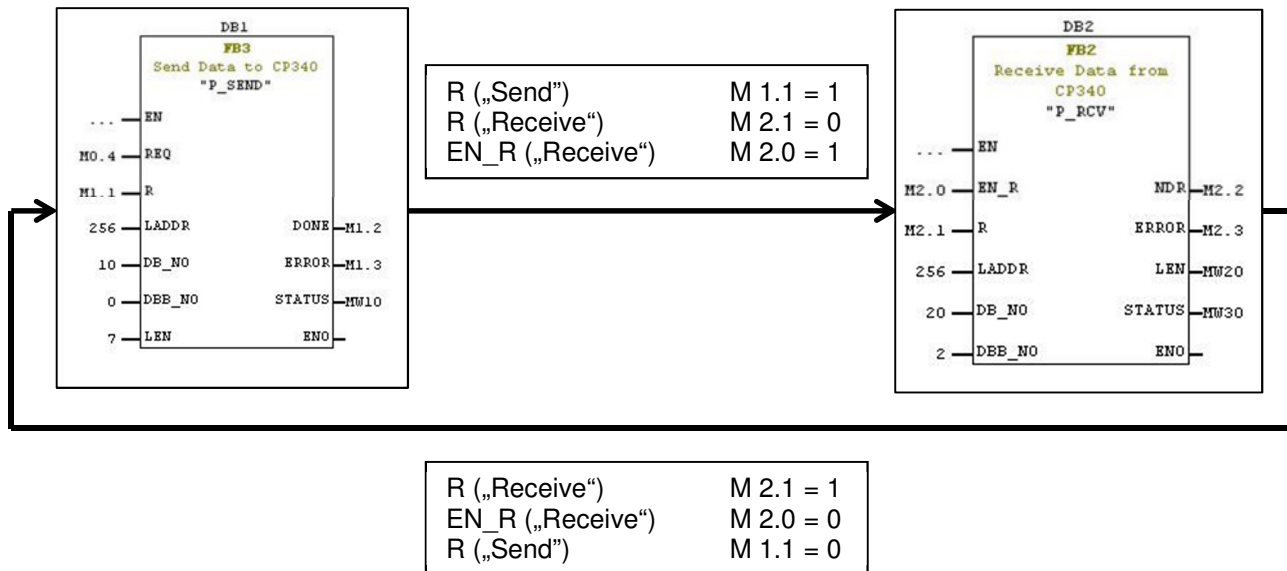 DB1
FB3
Send Data to CP340
"P_SEND"
... EN
M0.4 REQ
M1.1 R
256 LADDR DONE M1.2
10 DB_NO ERROR M1.3
0 DBB_NO STATUS MW10
7 LEN ENO
R („Send”) M 1.1 = 1
R („Receive”) M 2.1 = 0
EN_R („Receive“) M 2.0 = 1
DB2
FB2
Receive Data from
CP340
"P_RCV"
... EN
M2.0 EN_R NDR M2.2
M2.1 R ERROR M2.3
256 LADDR LEN MW20
20 DB_NO STATUS MW30
2 DBB_NO ENO
R („Receive“) M 2.1 = 1
EN_R („Receive“) M 2.0 = 0
R („Send”) M 1.1 = 0